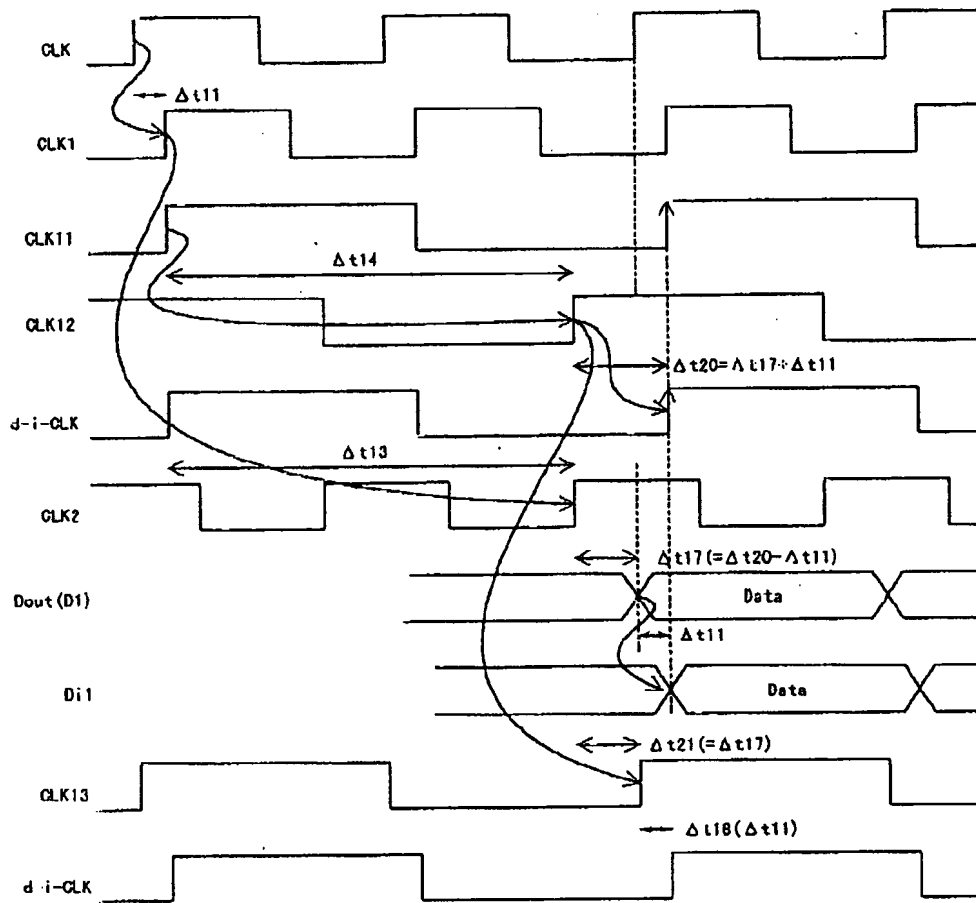 CLK
Δt11
CLK1
CLK11
Δt14
CLK12
Δt20=Δt17+Δt11
d-i-CLK
Δt13
CLK2
Δt17(=Δt20-Δt11)
Dout(D1)
Data
Δt11
Di1
Data
Δt21(=Δt17)
CLK13
Δt18(Δt11)
d-i-CLK